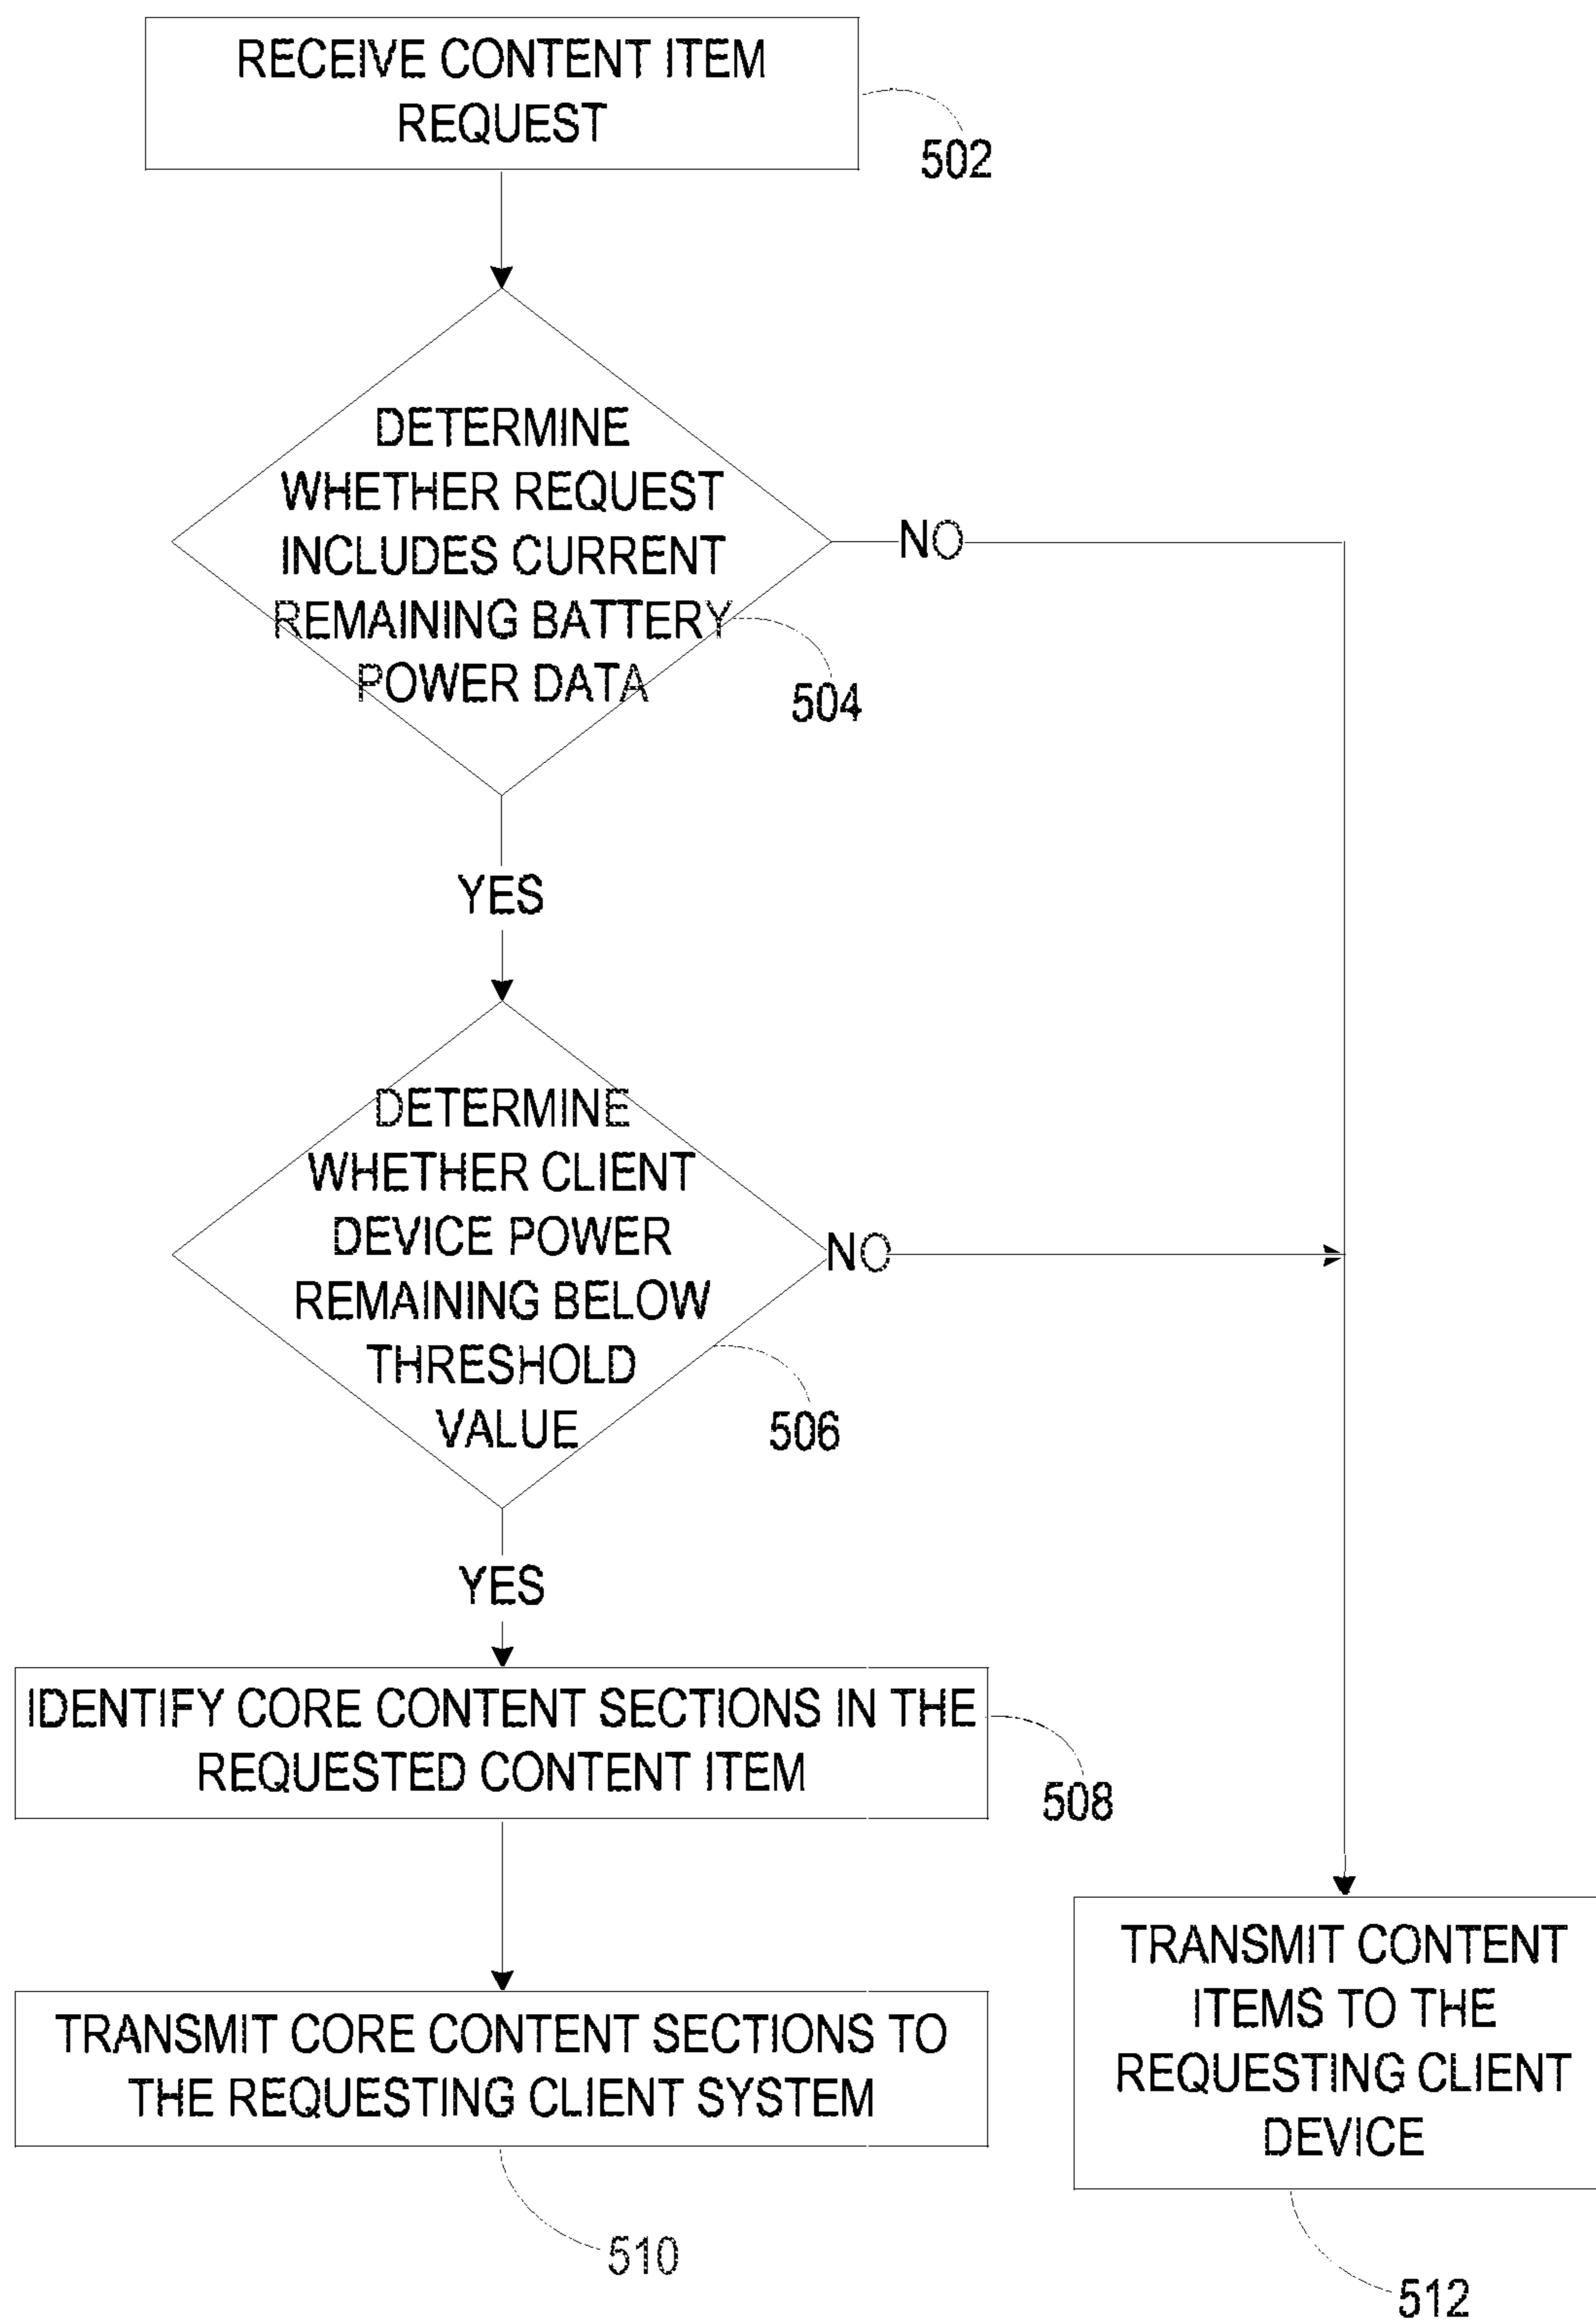 RECEIVE CONTENT ITEM
REQUEST
502
DETERMINE
WHETHER REQUEST
INCLUDES CURRENT
REMAINING BATTERY
POWER DATA
NO
504
YES
DETERMINE
WHETHER CLIENT
DEVICE POWER
REMAINING BELOW
THRESHOLD
VALUE
NO
506
YES
IDENTIFY CORE CONTENT SECTIONS IN THE
REQUESTED CONTENT ITEM
508
TRANSMIT CORE CONTENT SECTIONS TO
THE REQUESTING CLIENT SYSTEM
510
TRANSMIT CONTENT
ITEMS TO THE
REQUESTING CLIENT
DEVICE
512